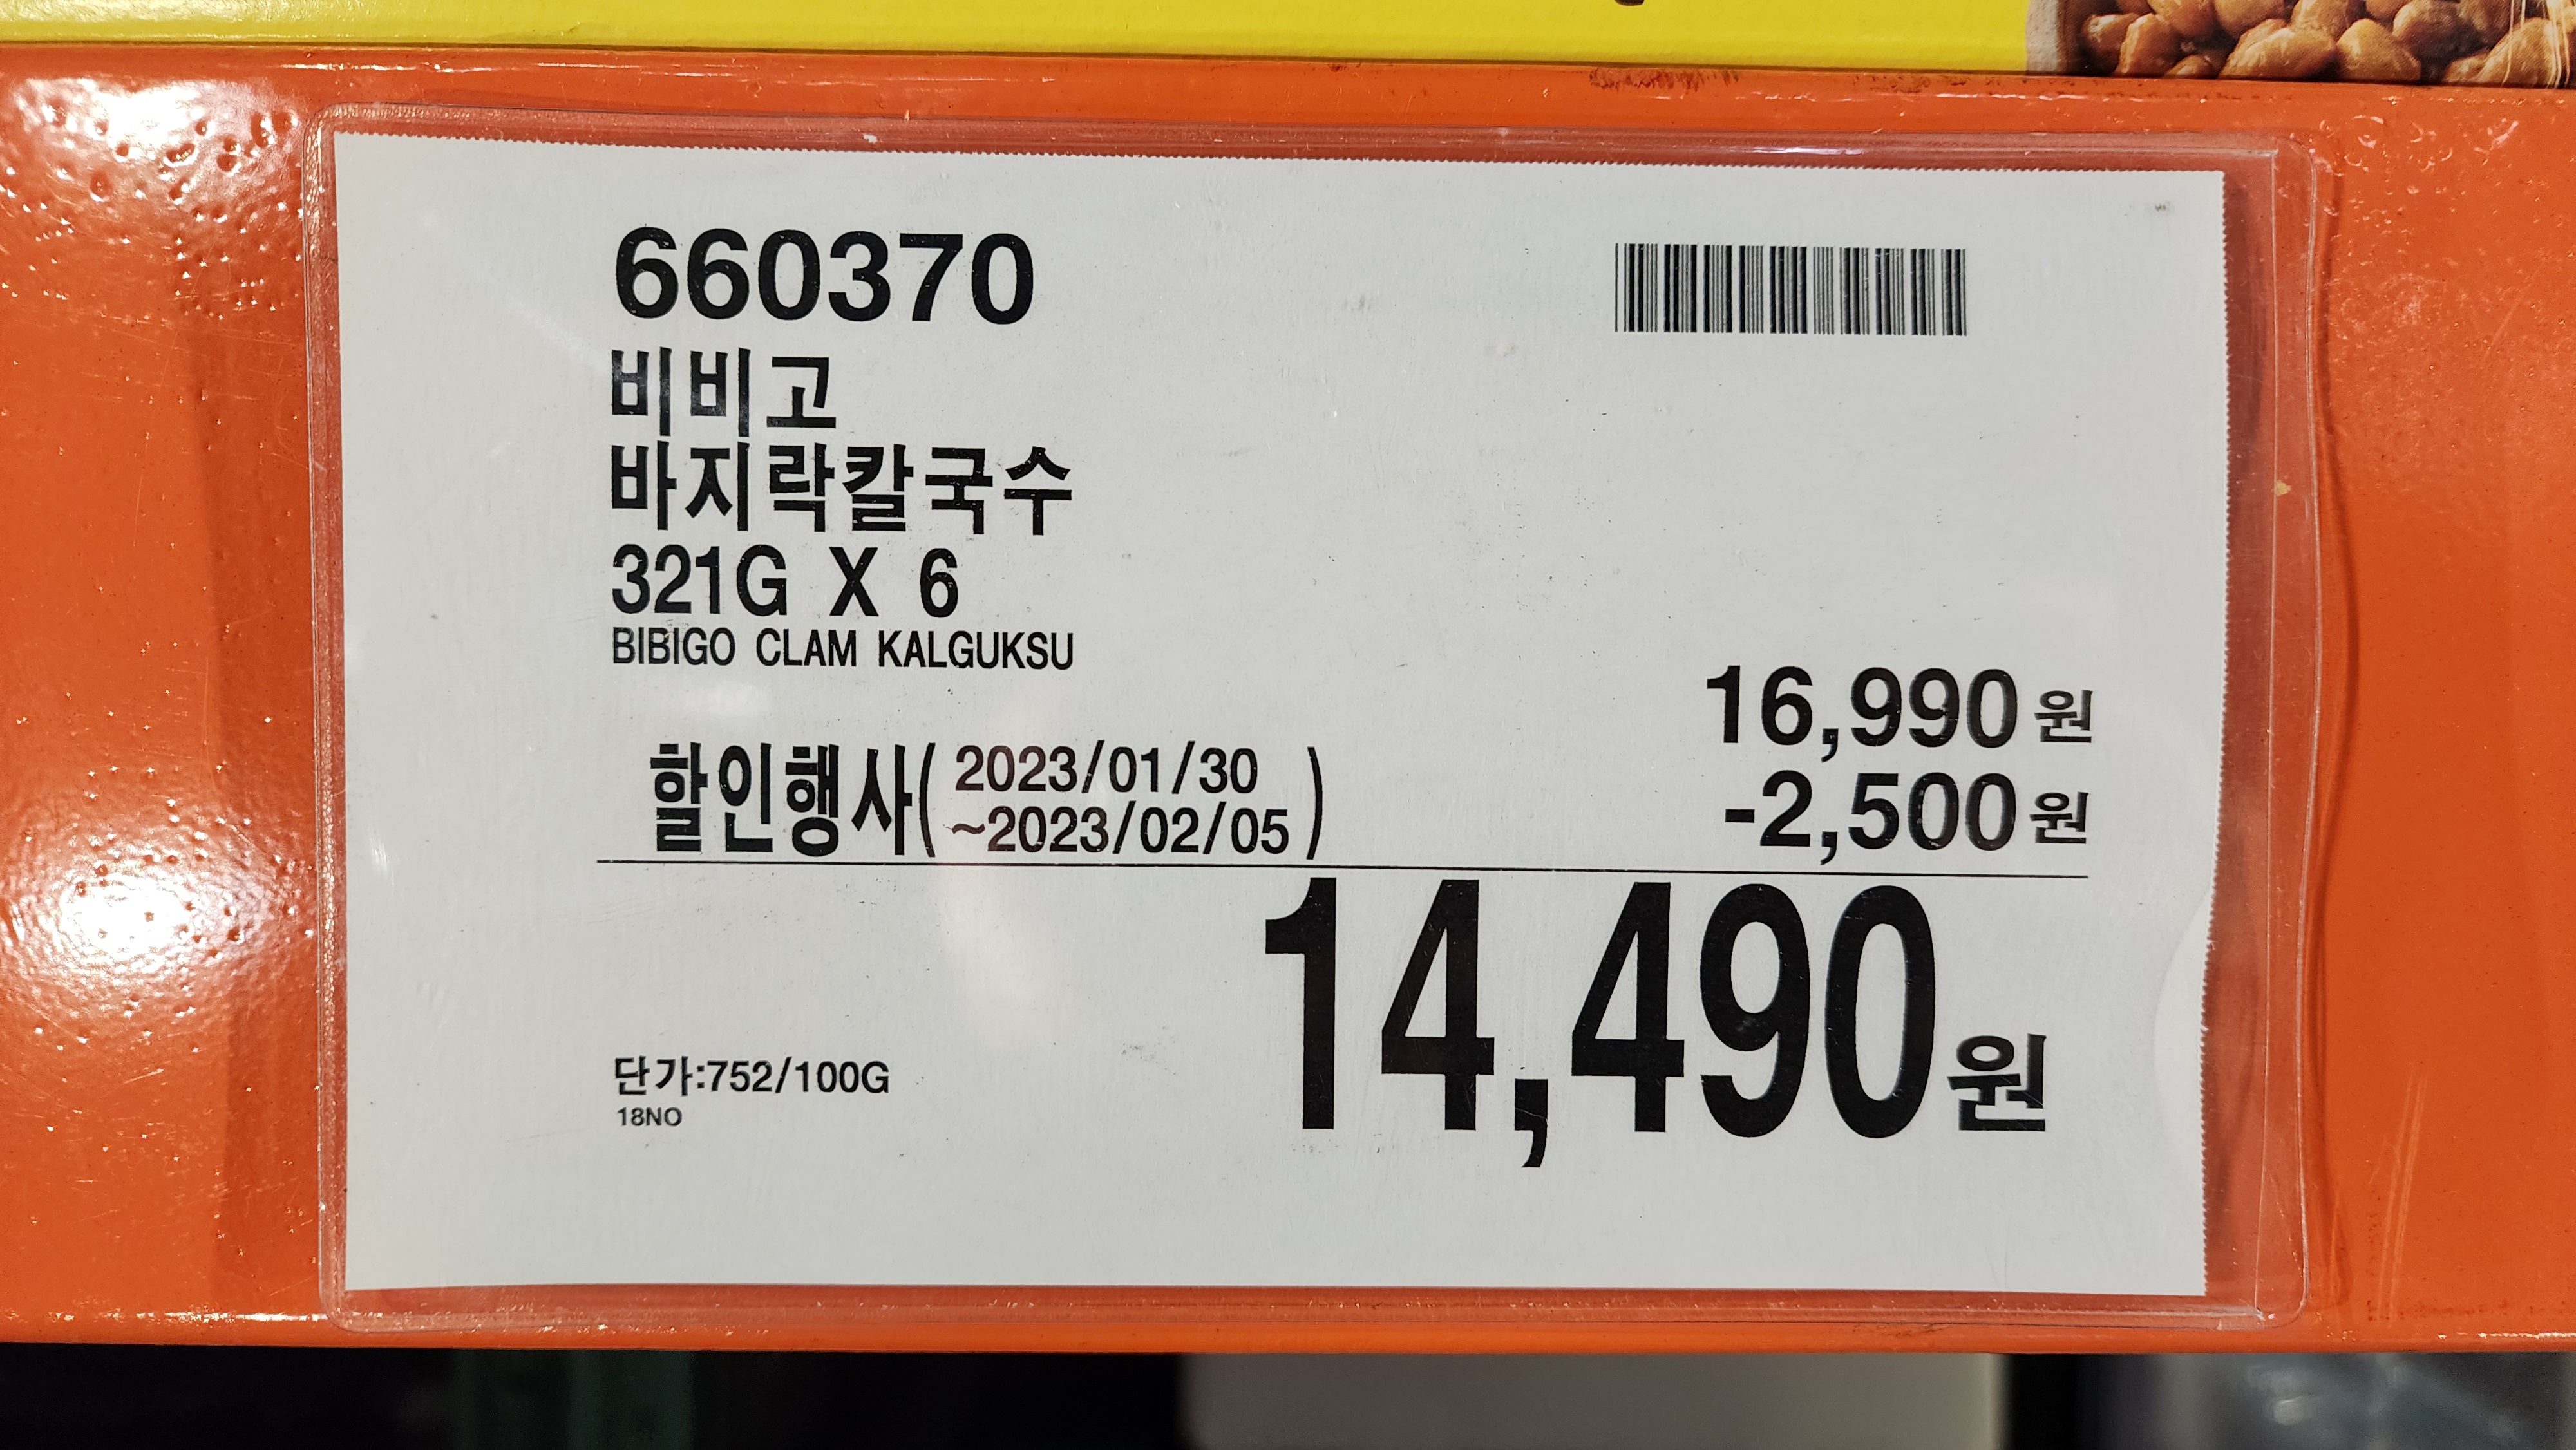 660370
비비고
바지락칼국수
321G X 6
BIBIGO CLAM KALGUKSU
16,990원
할인행사( 2023/01/30
~2023/02/05 )
-2,500원
14,490원
단가:752/100G
18NO